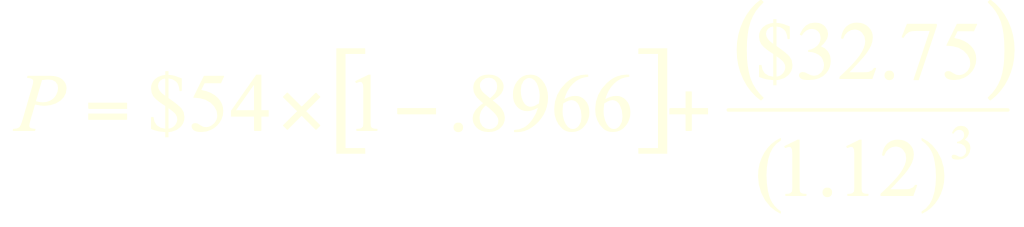 P = $54 × [1 − .8966] + ($32.75) / (1.12)³